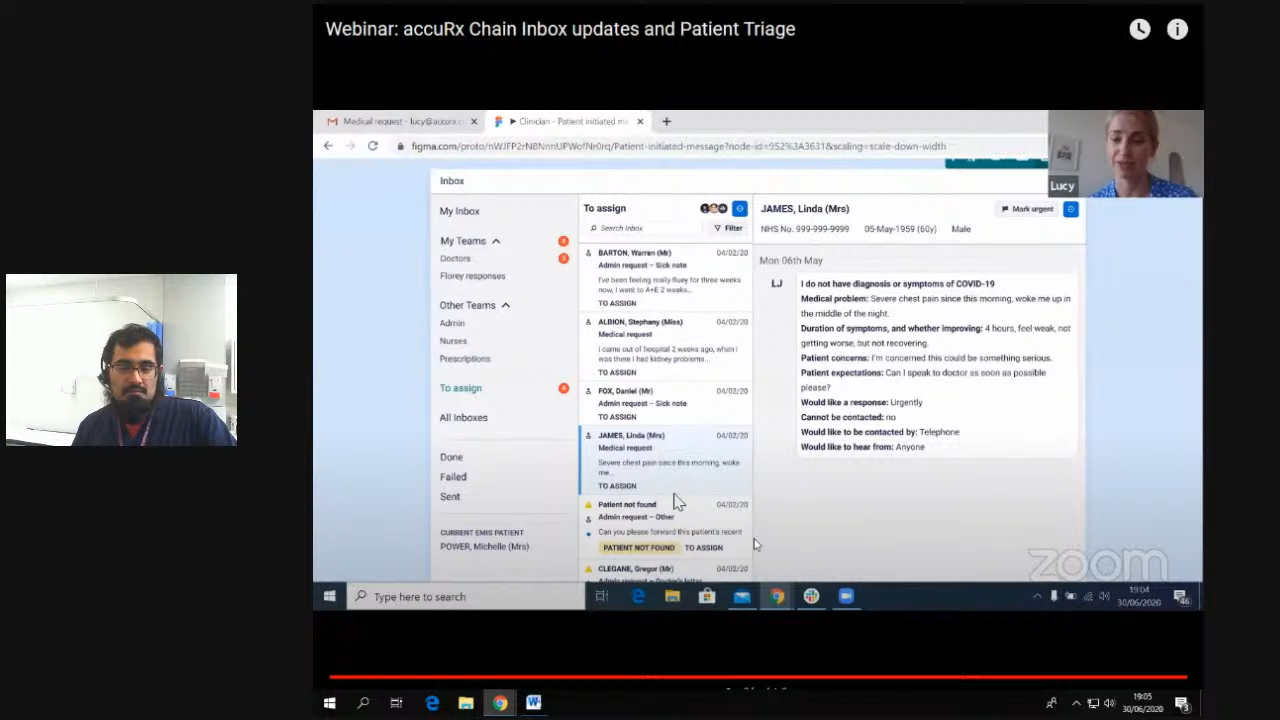 Webinar: accuRx Chain Inbox updates and Patient Triage
Medical request - lucy@accurx.c
Clinician - Patient initiated m
figma.com/proto/nWJFP2rN8NnnUPWofNr0rq/Patient-initiated-message?node-id=952%3A3631&scaling=scale-down-width
Lucy
Inbox
My Inbox
My Teams
Doctors
Florey responses
Other Teams
Admin
Nurses
Prescriptions
To assign
4
All Inboxes
Done
Failed
Sent
CURRENT EMIS PATIENT
POWER, Michelle (Mrs)
To assign
Search Inbox
Filter
BARTON, Warren (Mr) 04/02/20
Admin request – Sick note
I've been feeling really fluey for three weeks
now, I went to A+E 2 weeks...
TO ASSIGN
ALBION, Stephany (Miss) 04/02/20
Medical request
I came out of hospital 2 weeks ago, when I
was there I had kidney problems...
TO ASSIGN
FOX, Daniel (Mr) 04/02/20
Admin request – Sick note
TO ASSIGN
JAMES, Linda (Mrs) 04/02/20
Medical request
Severe chest pain since this morning, woke
me...
TO ASSIGN
Patient not found 04/02/20
Admin request – Other
Can you please forward this patient's recent
PATIENT NOT FOUND TO ASSIGN
CLEGANE, Gregor (Mr) 04/02/20
Admin request – Doctor's letter
JAMES, Linda (Mrs)
Mark urgent
NHS No. 999-999-9999 05-May-1959 (60y) Male
Mon 06th May
LJ
I do not have diagnosis or symptoms of COVID-19
Medical problem: Severe chest pain since this morning, woke me up in
the middle of the night.
Duration of symptoms, and whether improving: 4 hours, feel weak, not
getting worse, but not recovering.
Patient concerns: I'm concerned this could be something serious.
Patient expectations: Can I speak to doctor as soon as possible
please?
Would like a response: Urgently
Cannot be contacted: no
Would like to be contacted by: Telephone
Would like to hear from: Anyone
zoom
Type here to search
19:04
30/06/2020
46
19:05
30/06/2020
3